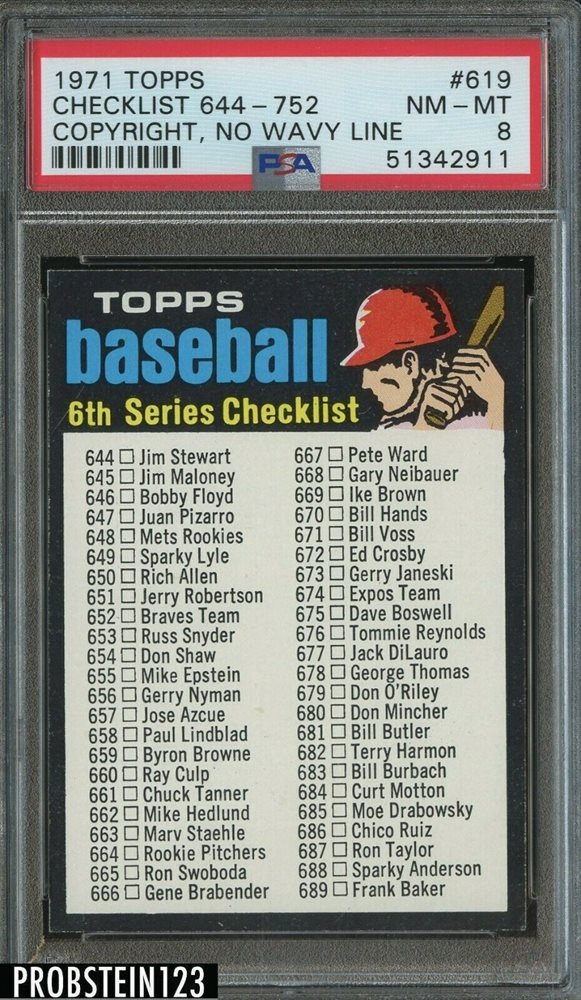 1971 TOPPS #619
CHECKLIST 644-752 NM-MT
COPYRIGHT, NO WAVY LINE 8
PSA 51342911
TOPPS
baseball
6th Series Checklist
644 □ Jim Stewart
645 □ Jim Maloney
646 □ Bobby Floyd
647 □ Juan Pizarro
648 □ Mets Rookies
649 □ Sparky Lyle
650 □ Rich Allen
651 □ Jerry Robertson
652 □ Braves Team
653 □ Russ Snyder
654 □ Don Shaw
655 □ Mike Epstein
656 □ Gerry Nyman
657 □ Jose Azcue
658 □ Paul Lindblad
659 □ Byron Browne
660 □ Ray Culp
661 □ Chuck Tanner
662 □ Mike Hedlund
663 □ Marv Staehle
664 □ Rookie Pitchers
665 □ Ron Swoboda
666 □ Gene Brabender
667 □ Pete Ward
668 □ Gary Neibauer
669 □ Ike Brown
670 □ Bill Hands
671 □ Bill Voss
672 □ Ed Crosby
673 □ Gerry Janeski
674 □ Expos Team
675 □ Dave Boswell
676 □ Tommie Reynolds
677 □ Jack DiLauro
678 □ George Thomas
679 □ Don O'Riley
680 □ Don Mincher
681 □ Bill Butler
682 □ Terry Harmon
683 □ Bill Burbach
684 □ Curt Motton
685 □ Moe Drabowsky
686 □ Chico Ruiz
687 □ Ron Taylor
688 □ Sparky Anderson
689 □ Frank Baker
PROBSTEIN123